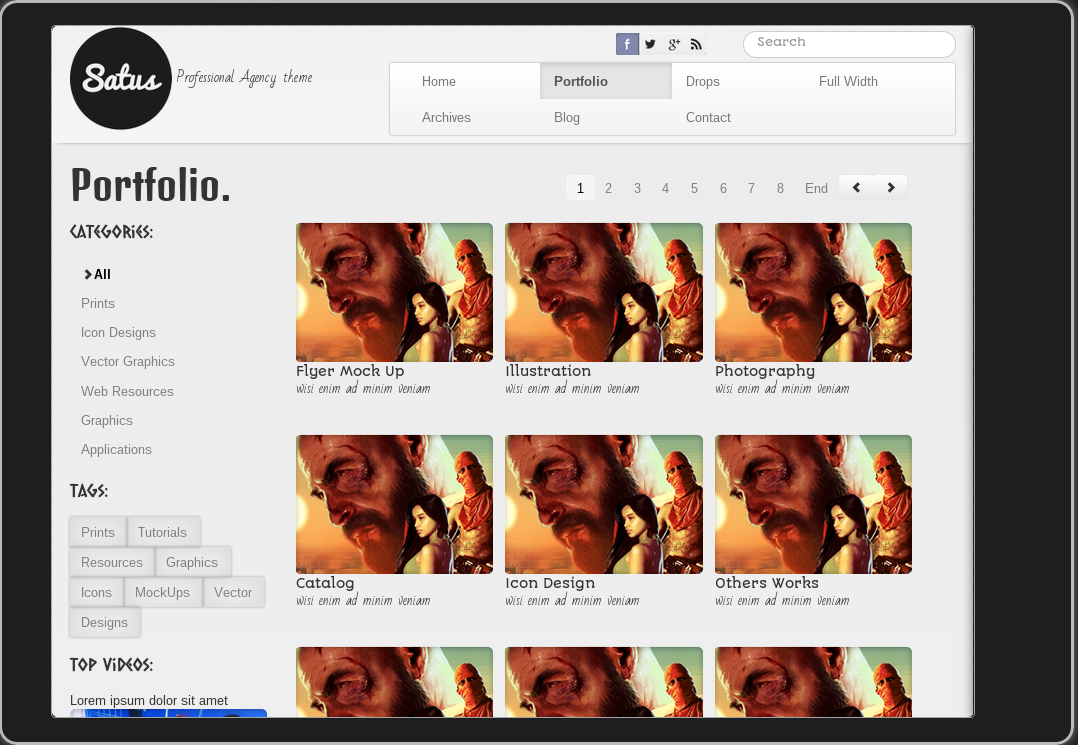 Satus
Professional Agency theme
f
g+
Search
Home Portfolio Drops Full Width
Archives Blog Contact
Portfolio.
1 2 3 4 5 6 7 8 End
CATEGORiES:
All
Prints
Icon Designs
Vector Graphics
Web Resources
Graphics
Applications
TAGS:
Prints Tutorials
Resources Graphics
Icons MockUps Vector
Designs
TOP ViDEOS:
Lorem ipsum dolor sit amet
Flyer Mock Up
wisi enim ad minim veniam
Illustration
wisi enim ad minim veniam
Photography
wisi enim ad minim veniam
Catalog
wisi enim ad minim veniam
Icon Design
wisi enim ad minim veniam
Others Works
wisi enim ad minim veniam